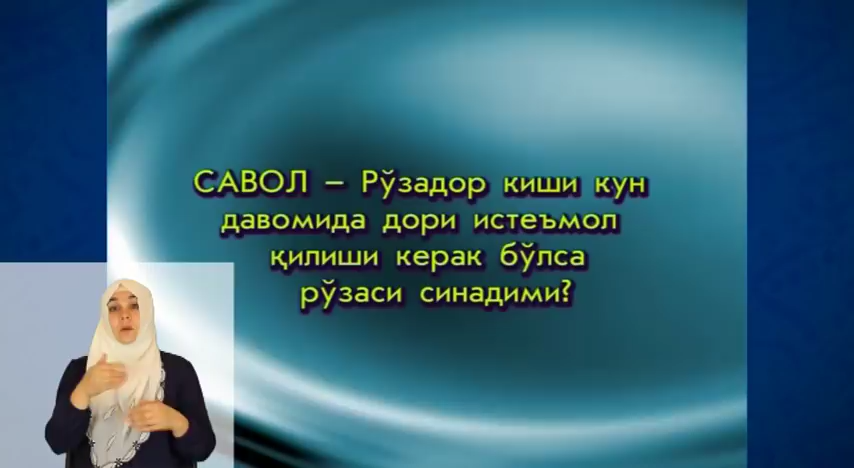 САВОЛ – Рўзадор киши кун
давомида дори истеъмол
қилиши керак бўлса
рўзаси синадими?